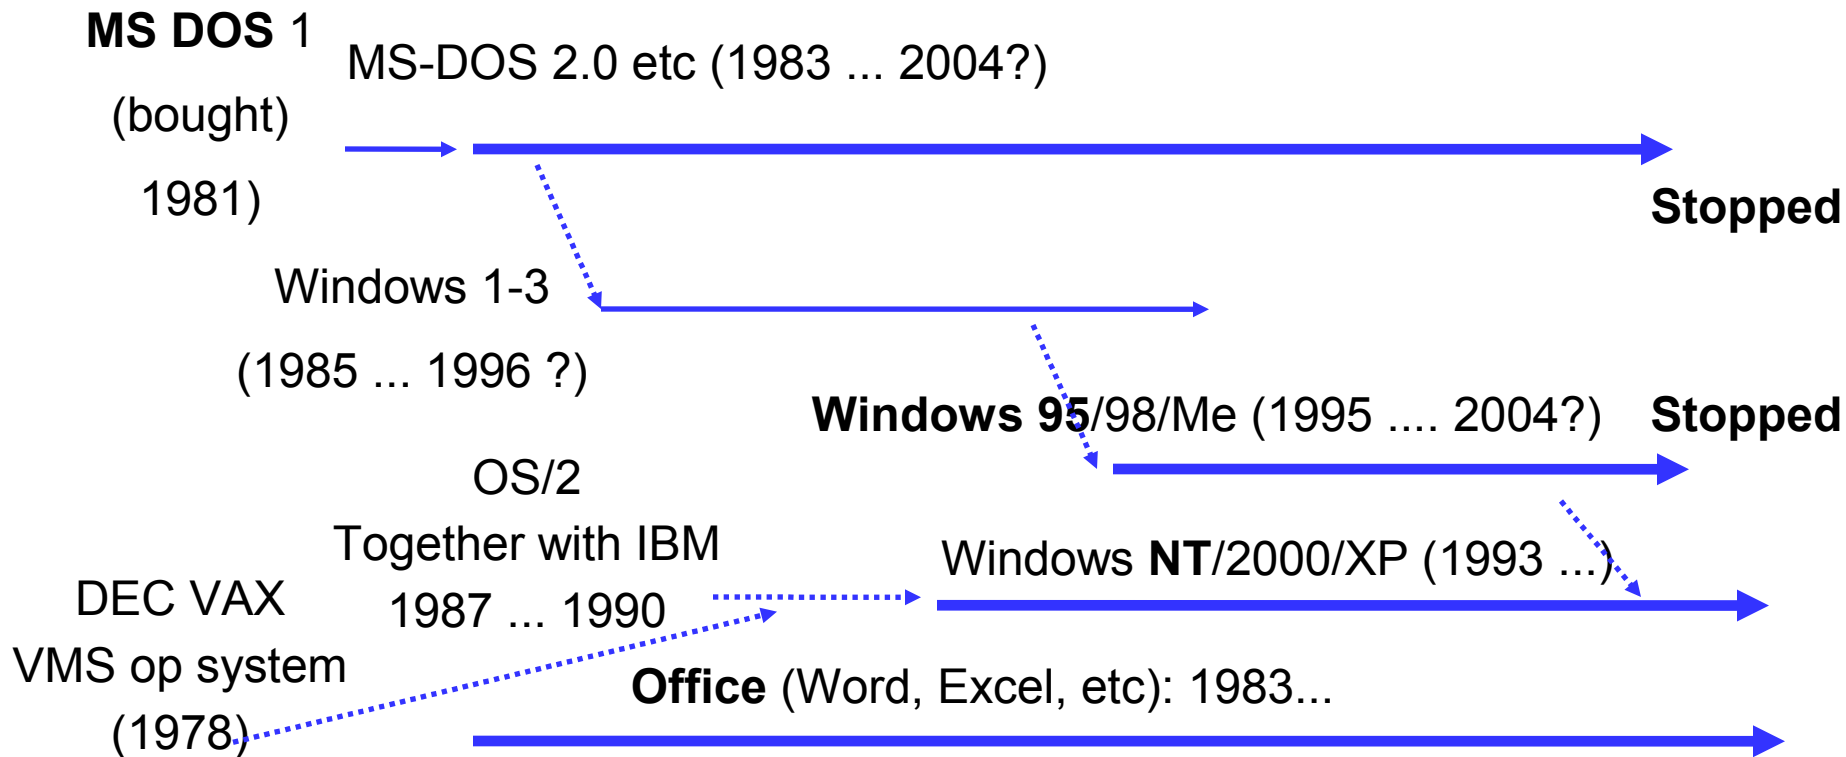 MS DOS 1
(bought)
1981)
MS-DOS 2.0 etc (1983 ... 2004?)
Stopped
Windows 1-3
(1985 ... 1996 ?)
Windows 95/98/Me (1995 .... 2004?)
Stopped
OS/2
Together with IBM
1987 ... 1990
Windows NT/2000/XP (1993 ...)
DEC VAX
VMS op system
(1978)
Office (Word, Excel, etc): 1983...